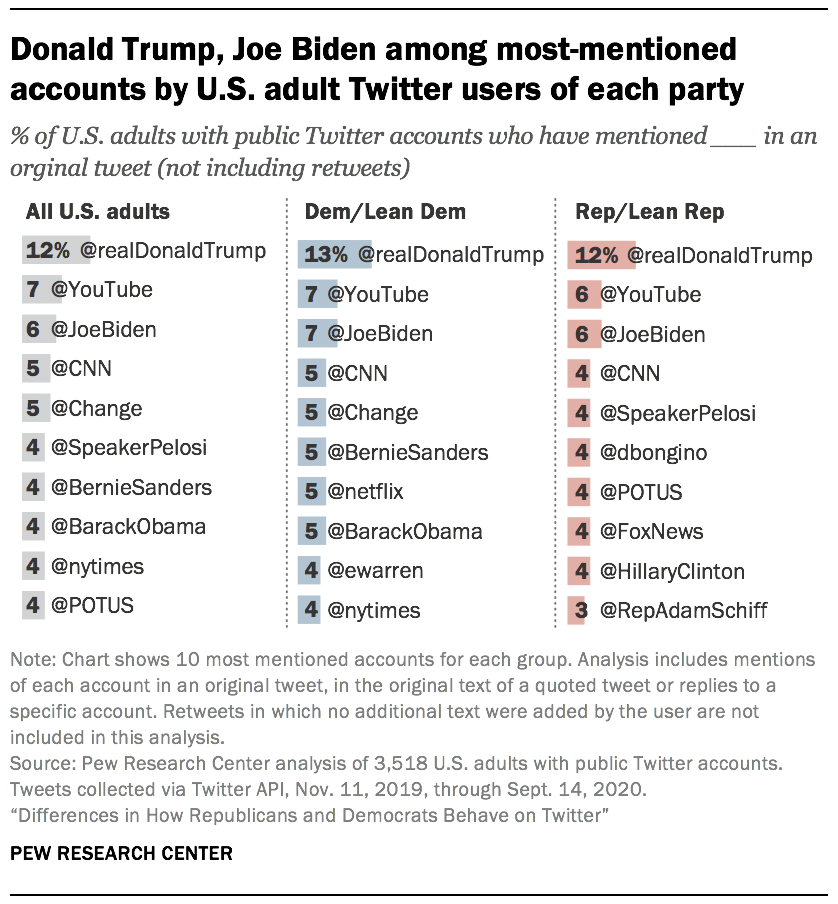 Donald Trump, Joe Biden among most-mentioned
accounts by U.S. adult Twitter users of each party
% of U.S. adults with public Twitter accounts who have mentioned ___ in an
orginal tweet (not including retweets)
All U.S. adults
12% @realDonaldTrump
7 @YouTube
6 @JoeBiden
5 @CNN
5 @Change
4 @SpeakerPelosi
4 @BernieSanders
4 @BarackObama
4 @nytimes
4 @POTUS
Dem/Lean Dem
13% @realDonaldTrump
7 @YouTube
7 @JoeBiden
5 @CNN
5 @Change
5 @BernieSanders
5 @netflix
5 @BarackObama
4 @ewarren
4 @nytimes
Rep/Lean Rep
12% @realDonaldTrump
6 @YouTube
6 @JoeBiden
4 @CNN
4 @SpeakerPelosi
4 @dbongino
4 @POTUS
4 @FoxNews
4 @HillaryClinton
3 @RepAdamSchiff
Note: Chart shows 10 most mentioned accounts for each group. Analysis includes mentions
of each account in an original tweet, in the original text of a quoted tweet or replies to a
specific account. Retweets in which no additional text were added by the user are not
included in this analysis.
Source: Pew Research Center analysis of 3,518 U.S. adults with public Twitter accounts.
Tweets collected via Twitter API, Nov. 11, 2019, through Sept. 14, 2020.
“Differences in How Republicans and Democrats Behave on Twitter”
PEW RESEARCH CENTER